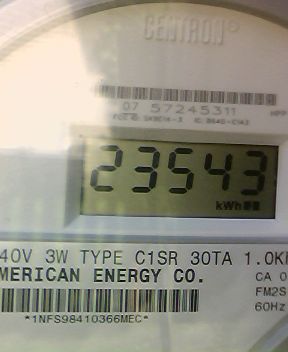 CENTRON®
07 57245311
23543
kWh
40V 3W TYPE C1SR 30TA 1.0K
MERICAN ENERGY CO.
CA 0
FM2S
60Hz
*1NFS98410366MEC*